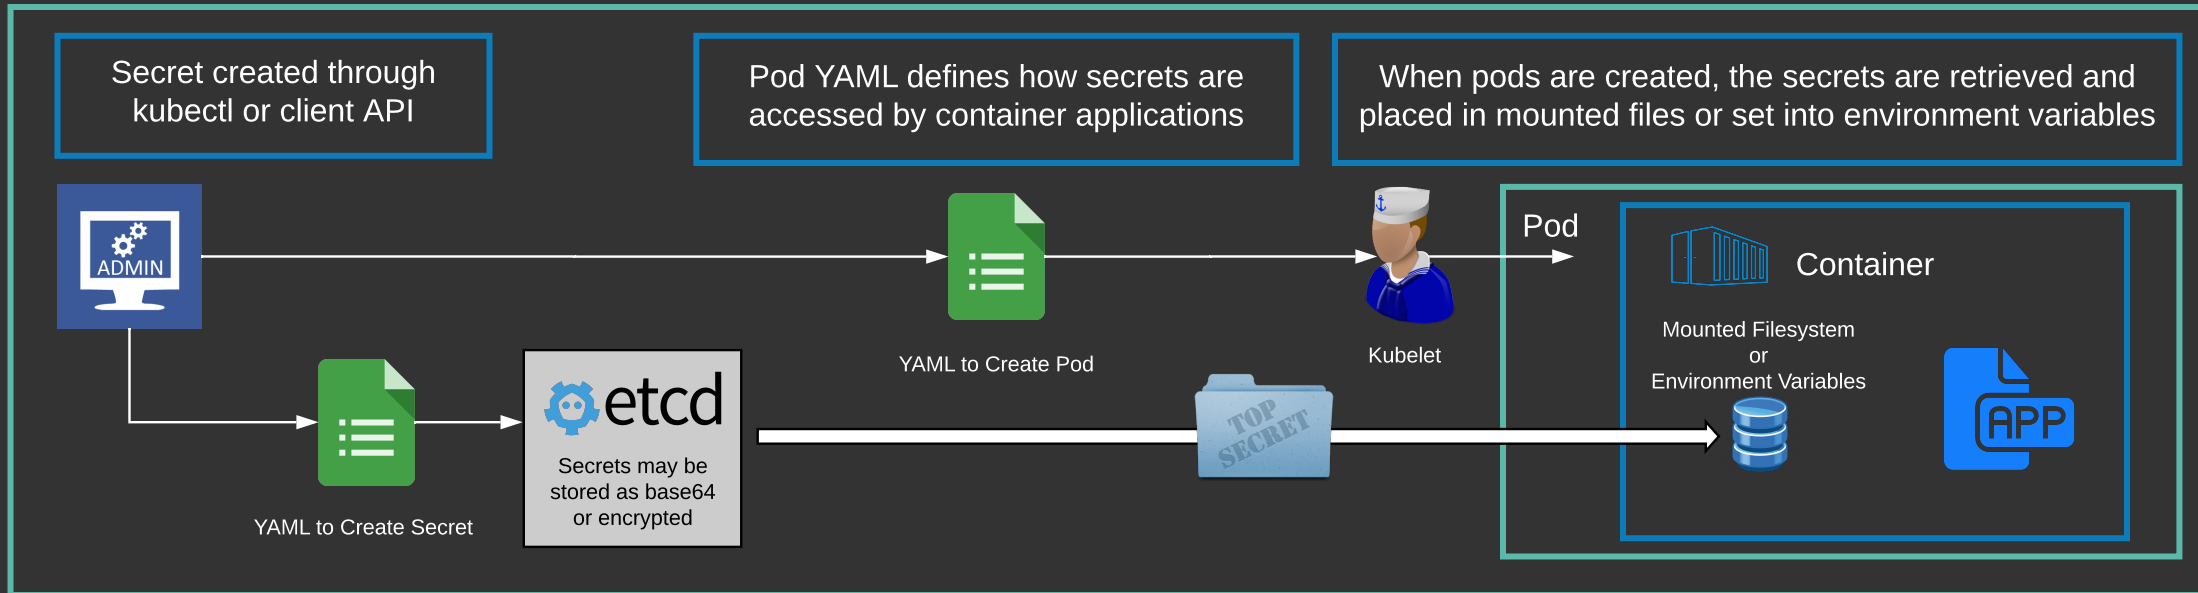 Secret created through
kubectl or client API
Pod YAML defines how secrets are
accessed by container applications
When pods are created, the secrets are retrieved and
placed in mounted files or set into environment variables
ADMIN
Pod
Container
Mounted Filesystem
or
Environment Variables
YAML to Create Pod
Kubelet
etcd
Secrets may be
stored as base64
or encrypted
TOP
SECRET
APP
YAML to Create Secret